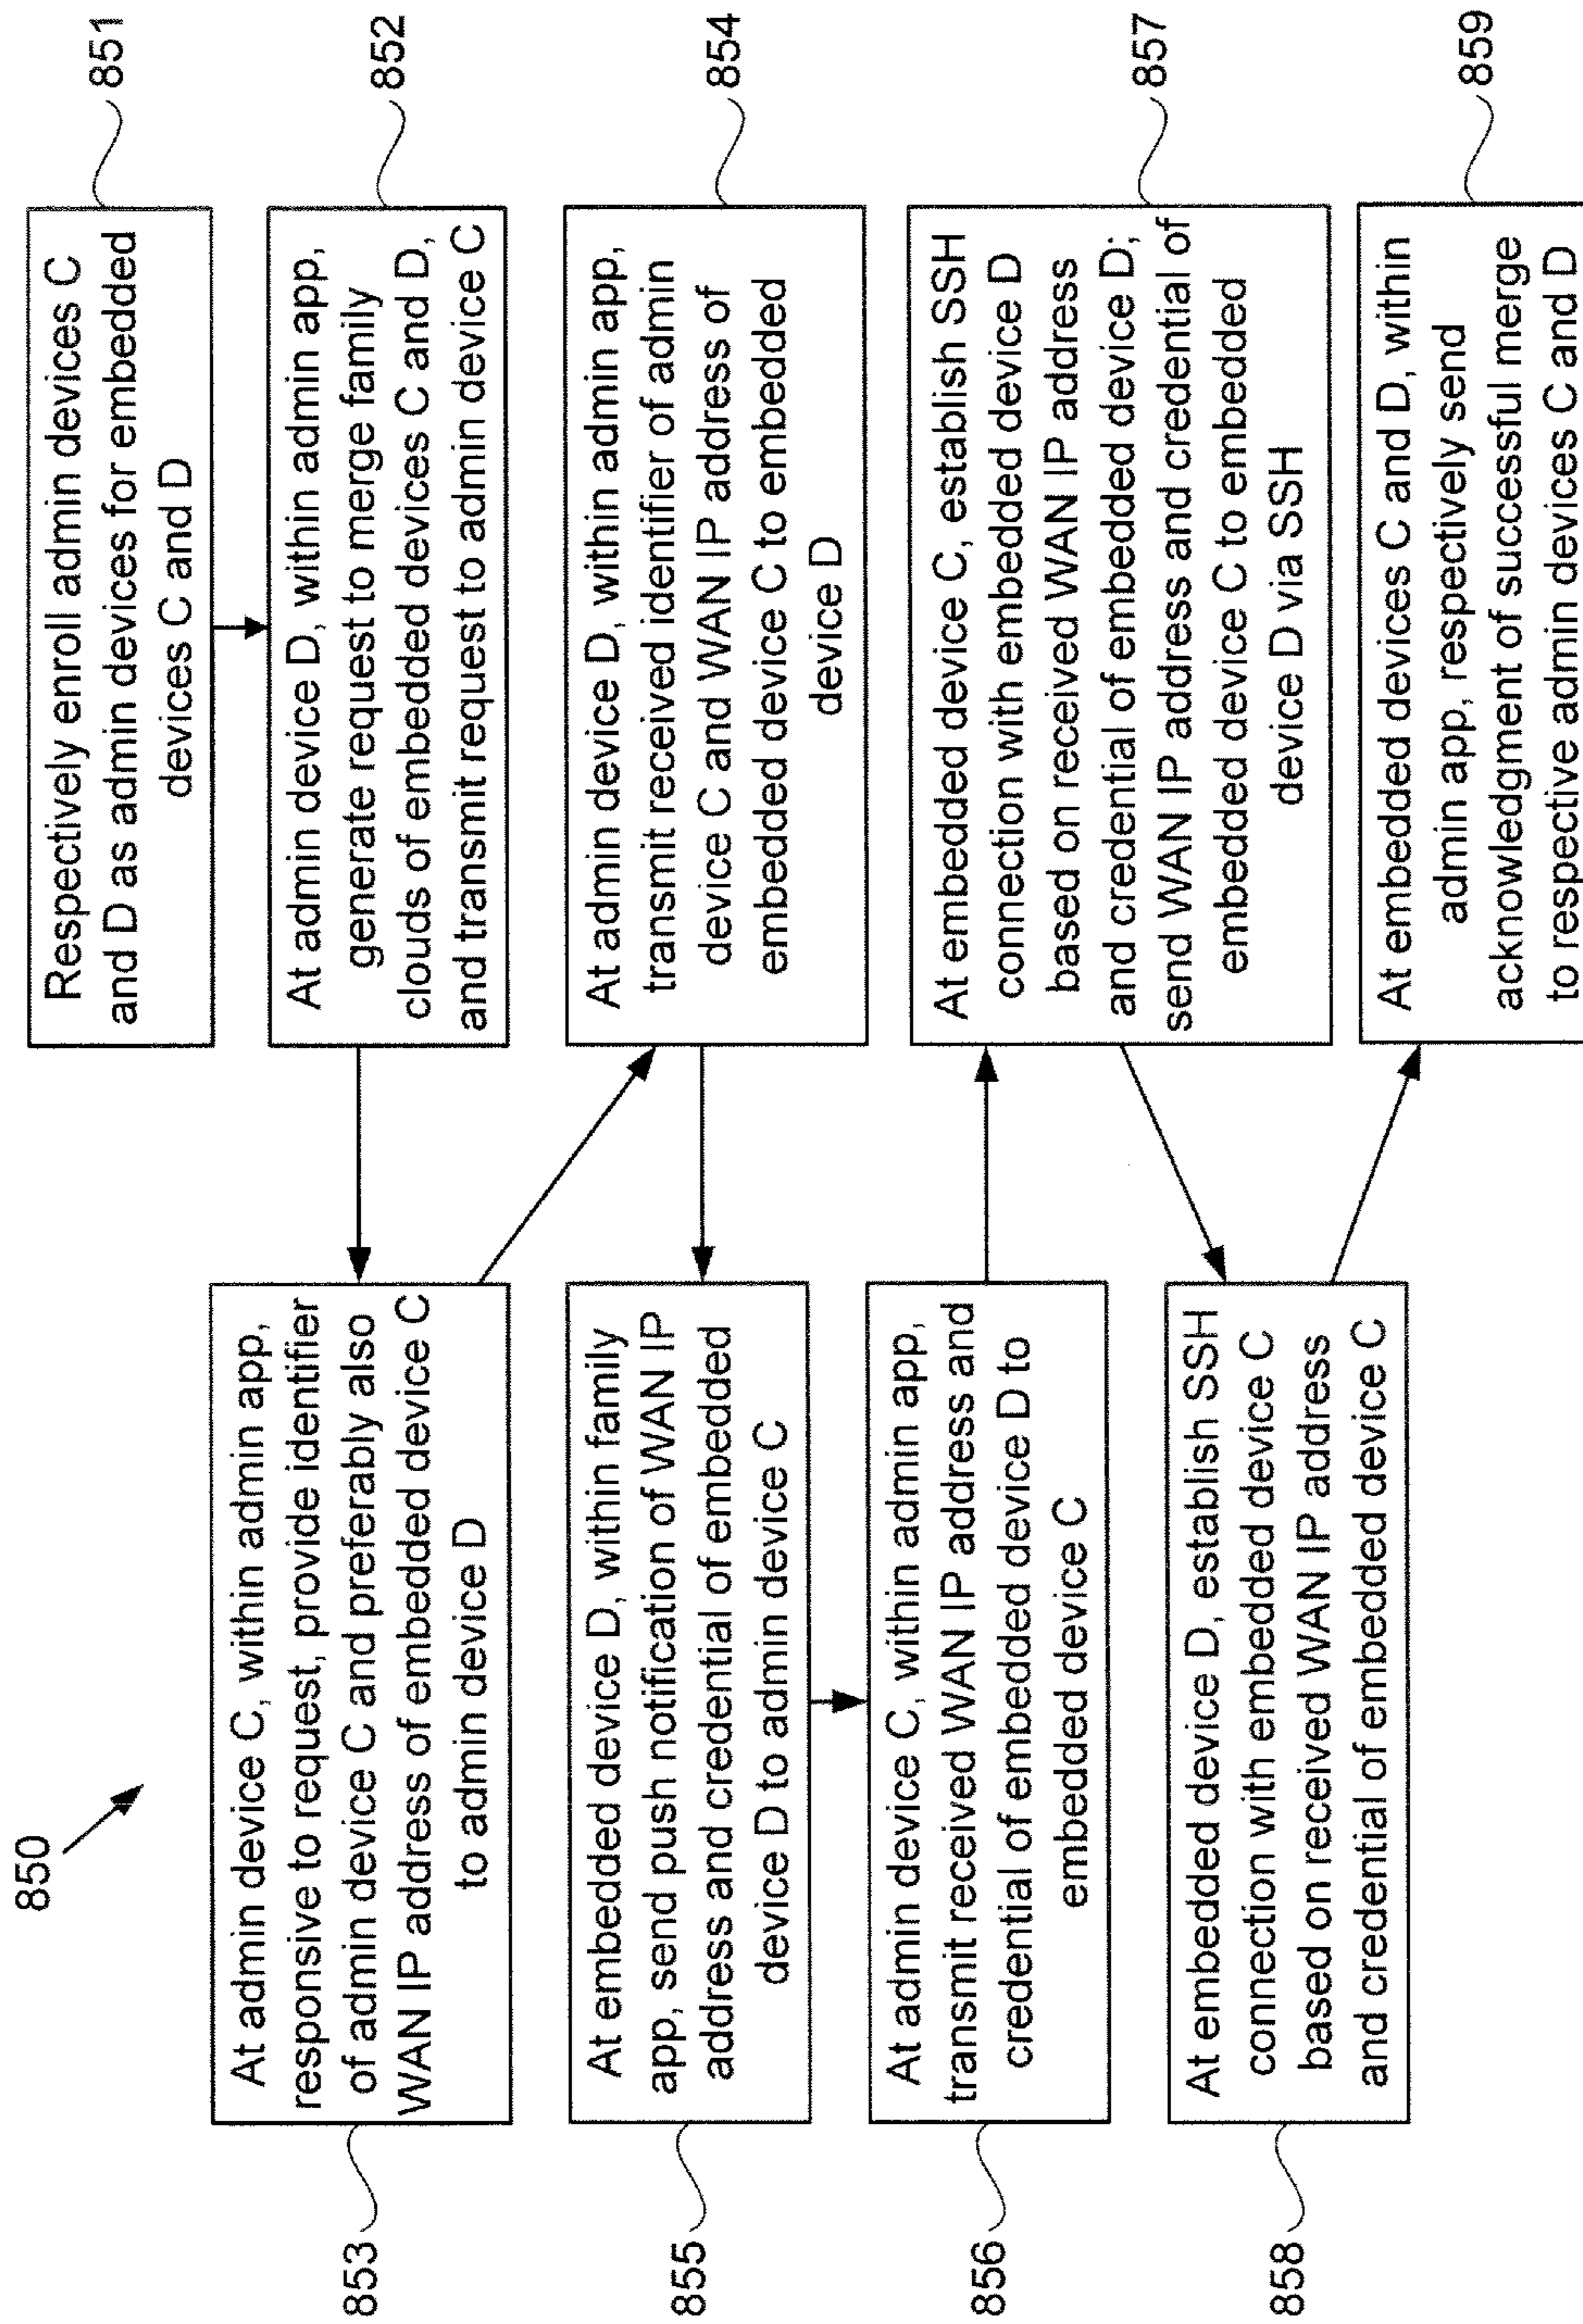 850
851
Respectively enroll admin devices C
and D as admin devices for embedded
devices C and D
852
At admin device D, within admin app,
generate request to merge family
clouds of embedded devices C and D,
and transmit request to admin device C
853
At admin device C, within admin app,
responsive to request, provide identifier
of admin device C and preferably also
WAN IP address of embedded device C
to admin device D
854
At admin device D, within admin app,
transmit received identifier of admin
device C and WAN IP address of
embedded device C to embedded
device D
855
At embedded device D, within family
app, send push notification of WAN IP
address and credential of embedded
device D to admin device C
856
At admin device C, within admin app,
transmit received WAN IP address and
credential of embedded device D to
embedded device C
857
At embedded device C, establish SSH
connection with embedded device D
based on received WAN IP address
and credential of embedded device D;
send WAN IP address and credential of
embedded device C to embedded
device D via SSH
858
At embedded device D, establish SSH
connection with embedded device C
based on received WAN IP address
and credential of embedded device C
859
At embedded devices C and D, within
admin app, respectively send
acknowledgment of successful merge
to respective admin devices C and D